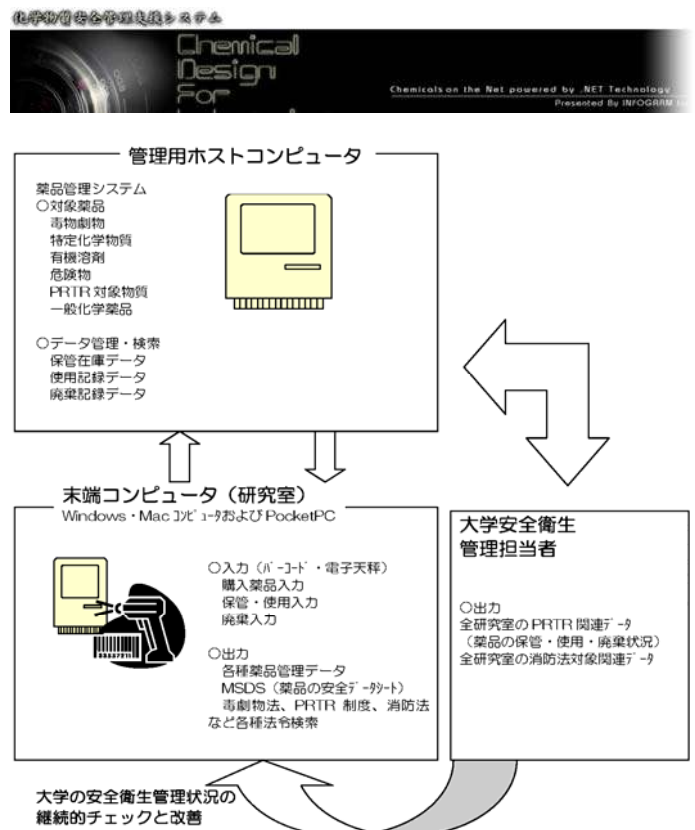 化学物質安全管理支援システム
Chemical
Design
For
Chemicals on the Net powered by .NET Technology
Presented By INFOGRAM
管理用ホストコンピュータ
薬品管理システム
○対象薬品
毒物劇物
特定化学物質
有機溶剤
危険物
PRTR 対象物質
一般化学薬品
○データ管理・検索
保管在庫データ
使用記録データ
廃棄記録データ
末端コンピュータ（研究室）
Windows・Mac コンピュータおよび PocketPC
○入力（バーコード・電子天秤）
購入薬品入力
保管・使用入力
廃棄入力
○出力
各種薬品管理データ
MSDS（薬品の安全データシート）
毒劇物法、PRTR 制度、消防法
など各種法令検索
大学安全衛生
管理担当者
○出力
全研究室の PRTR 関連データ
（薬品の保管・使用・廃棄状況）
全研究室の消防法対象関連データ
大学の安全衛生管理状況の
継続的チェックと改善